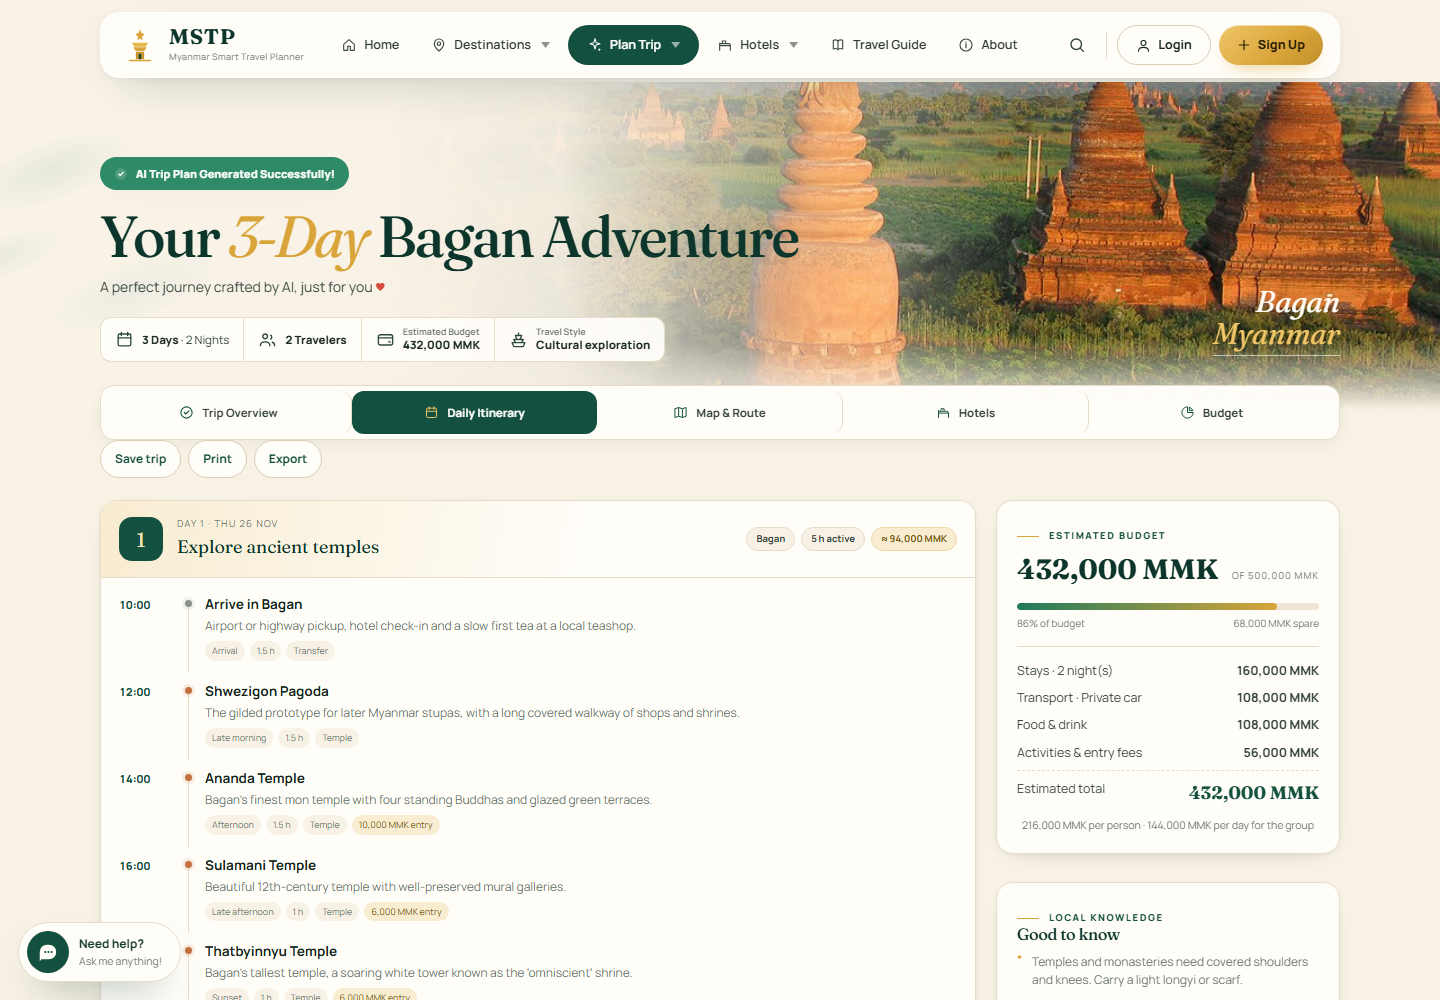 MSTP
Myanmar Smart Travel Planner
Home
Destinations
Plan Trip
Hotels
Travel Guide
About
Login
Sign Up
AI Trip Plan Generated Successfully!
Your 3-Day Bagan Adventure
A perfect journey crafted by AI, just for you
3 Days · 2 Nights
2 Travelers
Estimated Budget
432,000 MMK
Travel Style
Cultural exploration
Bagan
Myanmar
Trip Overview
Daily Itinerary
Map & Route
Hotels
Budget
Save trip
Print
Export
1
DAY 1 · THU 26 NOV
Explore ancient temples
Bagan
5 h active
≈ 94,000 MMK
10:00
Arrive in Bagan
Airport or highway pickup, hotel check-in and a slow first tea at a local teashop.
Arrival
1.5 h
Transfer
12:00
Shwezigon Pagoda
The gilded prototype for later Myanmar stupas, with a long covered walkway of shops and shrines.
Late morning
1.5 h
Temple
14:00
Ananda Temple
Bagan's finest mon temple with four standing Buddhas and glazed green terraces.
Afternoon
1.5 h
Temple
10,000 MMK entry
16:00
Sulamani Temple
Beautiful 12th-century temple with well-preserved mural galleries.
Late afternoon
1 h
Temple
6,000 MMK entry
Thatbyinnyu Temple
Bagan's tallest temple, a soaring white tower known as the 'omniscient' shrine.
Sunset
1 h
Temple
6,000 MMK entry
Need help?
Ask me anything!
ESTIMATED BUDGET
432,000 MMK
OF 500,000 MMK
86% of budget
68,000 MMK spare
Stays · 2 night(s)
160,000 MMK
Transport · Private car
108,000 MMK
Food & drink
108,000 MMK
Activities & entry fees
56,000 MMK
Estimated total
432,000 MMK
216,000 MMK per person · 144,000 MMK per day for the group
LOCAL KNOWLEDGE
Good to know
Temples and monasteries need covered shoulders
and knees. Carry a light longyi or scarf.